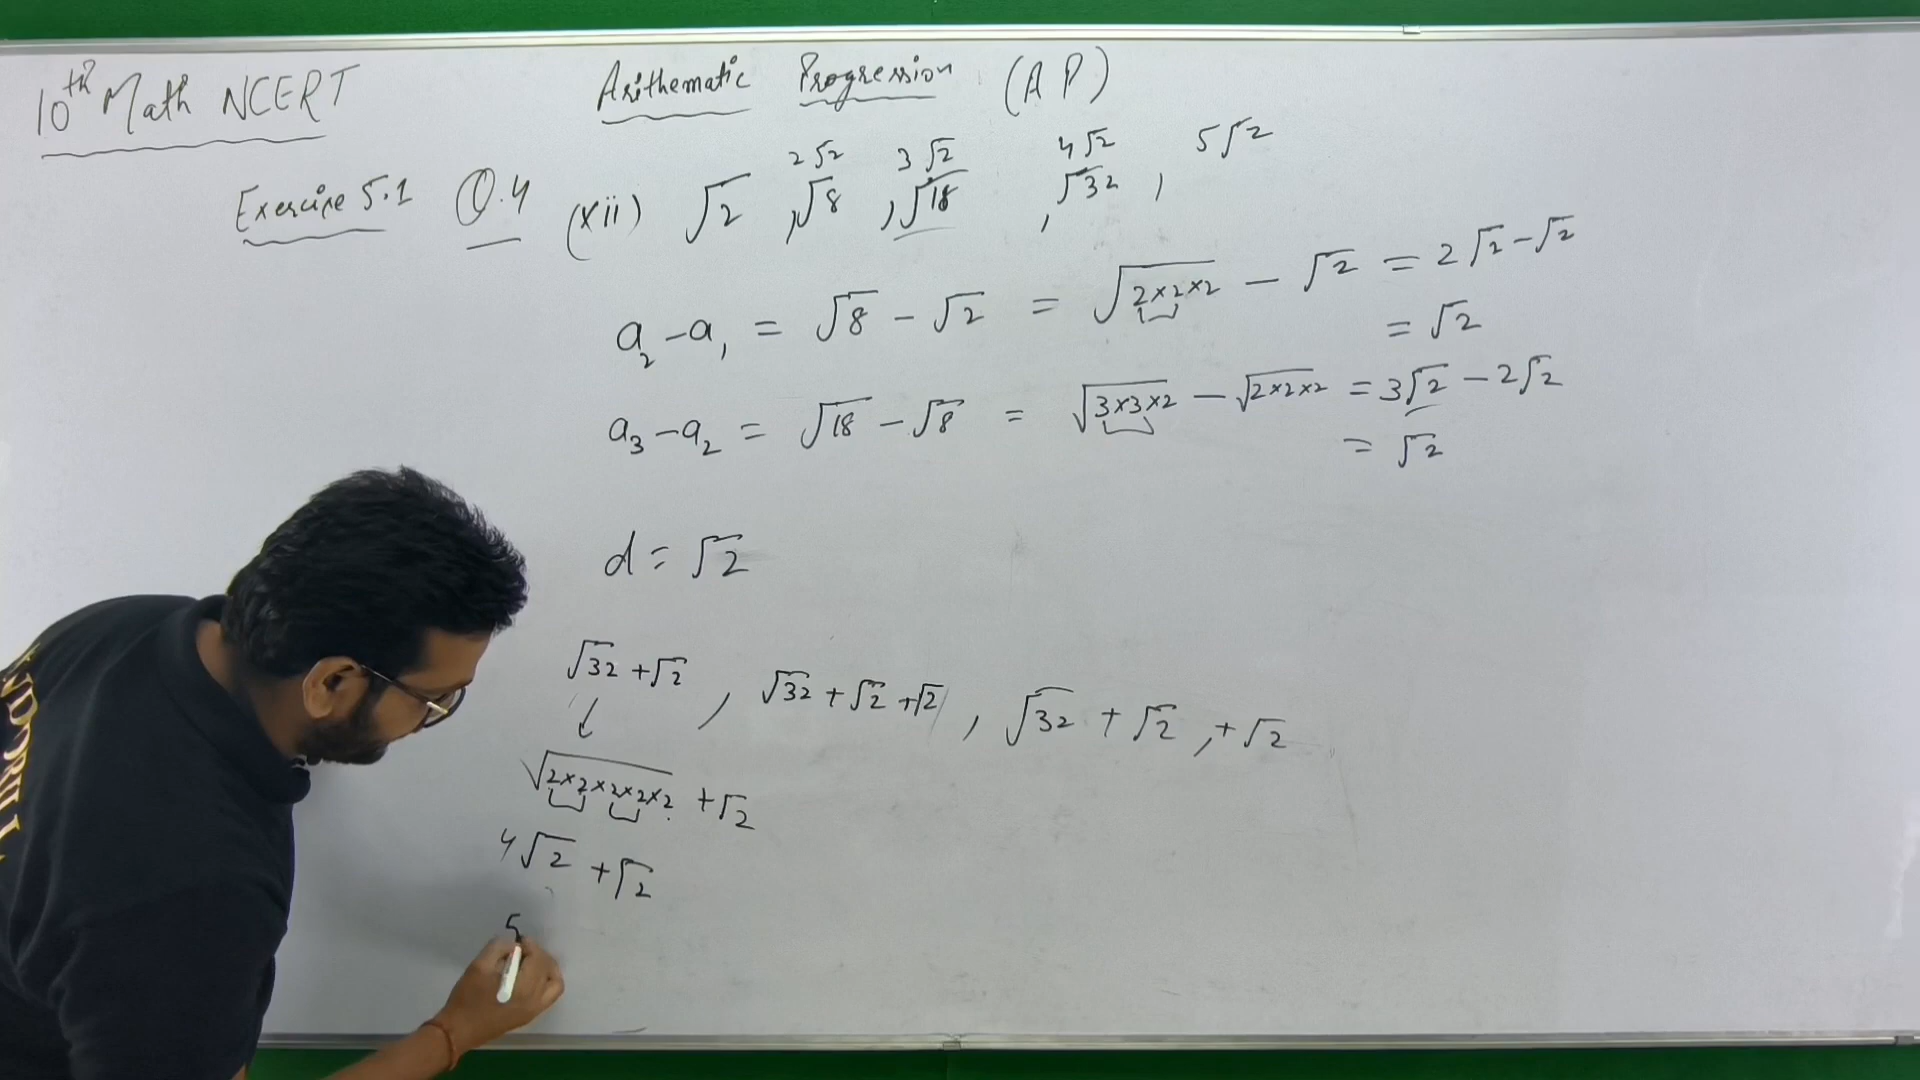 10th Math NCERT
Arithematic Progression (AP)
2√2 3√2 4√2 5√2
Exercise 5.1 Q.4 (xii) √2 , √8 , √18 , √32 ,
a₂ - a₁ = √8 - √2 = √2×2×2 - √2 = 2√2 - √2
= √2
a₃ - a₂ = √18 - √8 = √3×3×2 - √2×2×2 = 3√2 - 2√2
= √2
d = √2
√32 + √2 , √32 + √2 + √2 , √32 + √2 , + √2
√2×2×2×2×2 + √2
4√2 + √2
5